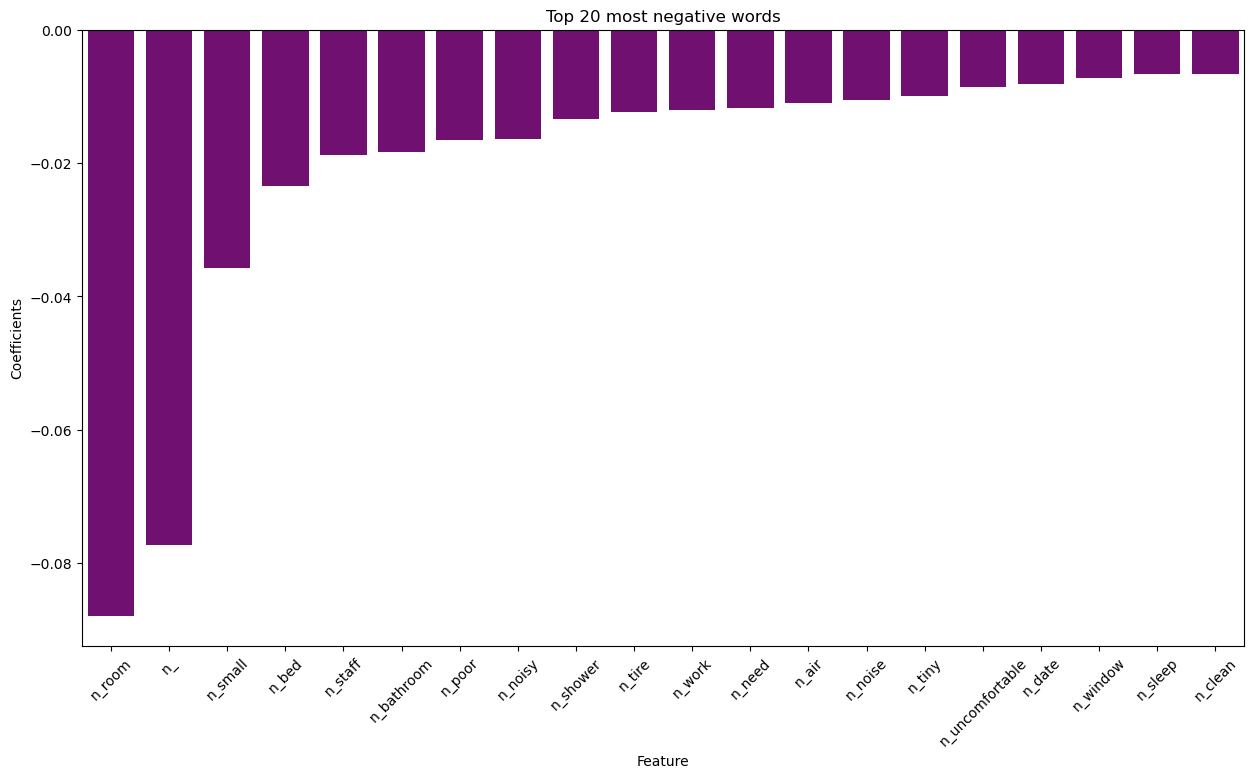 Top 20 most negative words
0.00
−0.02
−0.04
−0.06
−0.08
Coefficients
n_room
n_
n_small
n_bed
n_staff
n_bathroom
n_poor
n_noisy
n_shower
n_tire
n_work
n_need
n_air
n_noise
n_tiny
n_uncomfortable
n_date
n_window
n_sleep
n_clean
Feature